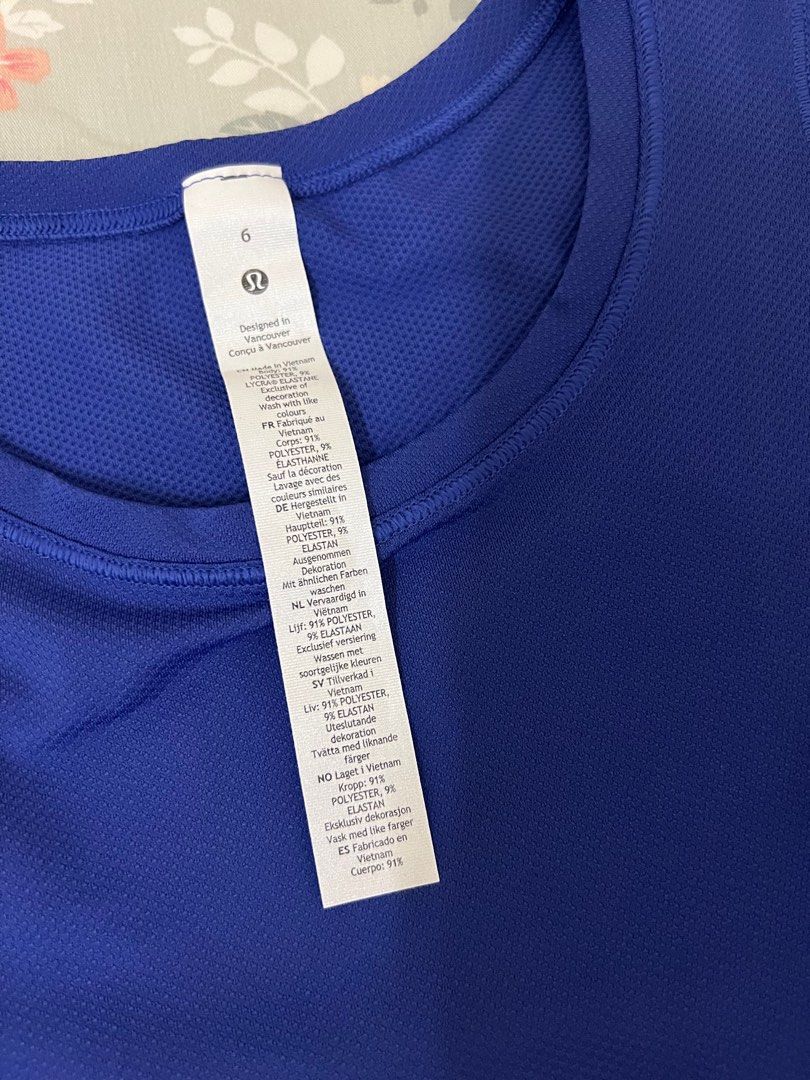 6
Designed in
Vancouver
Conçu à Vancouver
Made in Vietnam
Body: 91%
POLYESTER, 9%
LYCRA® ELASTANE
Exclusive of
decoration
Wash with like
colours
FR Fabriqué au
Vietnam
Corps: 91%
POLYESTER, 9%
ÉLASTHANNE
Sauf la décoration
Lavage avec des
couleurs similaires
DE Hergestellt in
Vietnam
Hauptteil: 91%
POLYESTER, 9%
ELASTAN
Ausgenommen
Dekoration
Mit ähnlichen Farben
waschen
NL Vervaardigd in
Viëtnam
Lijf: 91% POLYESTER,
9% ELASTAAN
Exclusief versiering
Wassen met
soortgelijke kleuren
SV Tillverkad i
Vietnam
Liv: 91% POLYESTER,
9% ELASTAN
Uteslutande
dekoration
Tvätta med liknande
färger
NO Laget i Vietnam
Kropp: 91%
POLYESTER, 9%
ELASTAN
Eksklusiv dekorasjon
Vask med like farger
ES Fabricado en
Vietnam
Cuerpo: 91%